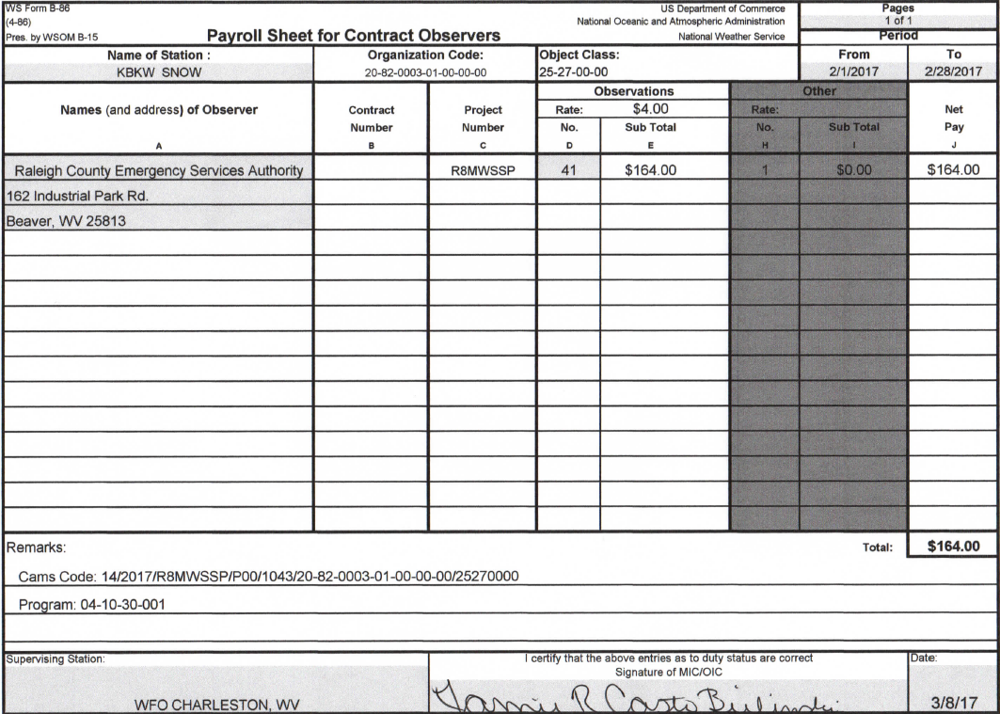 WS Form B-86
(4-86)
Pres. by WSOM B-15
Payroll Sheet for Contract Observers
US Department of Commerce
National Oceanic and Atmospheric Administration
National Weather Service
Pages
1 of 1
Period
Name of Station :
KBKW SNOW
Organization Code:
20-82-0003-01-00-00-00
Object Class:
25-27-00-00
From
2/1/2017
To
2/28/2017
Names (and address) of Observer
A
Contract
Number
B
Project
Number
C
Observations
Rate: $4.00
No. Sub Total
D E
Other
Rate:
No. Sub Total
H I
Net
Pay
J
Raleigh County Emergency Services Authority R8MWSSP 41 $164.00 1 $0.00 $164.00
162 Industrial Park Rd.
Beaver, WV 25813
Remarks: Total: $164.00
Cams Code: 14/2017/R8MWSSP/P00/1043/20-82-0003-01-00-00-00/25270000
Program: 04-10-30-001
Supervising Station:
WFO CHARLESTON, WV
I certify that the above entries as to duty status are correct
Signature of MIC/OIC
R Casto Bielinski
Date:
3/8/17